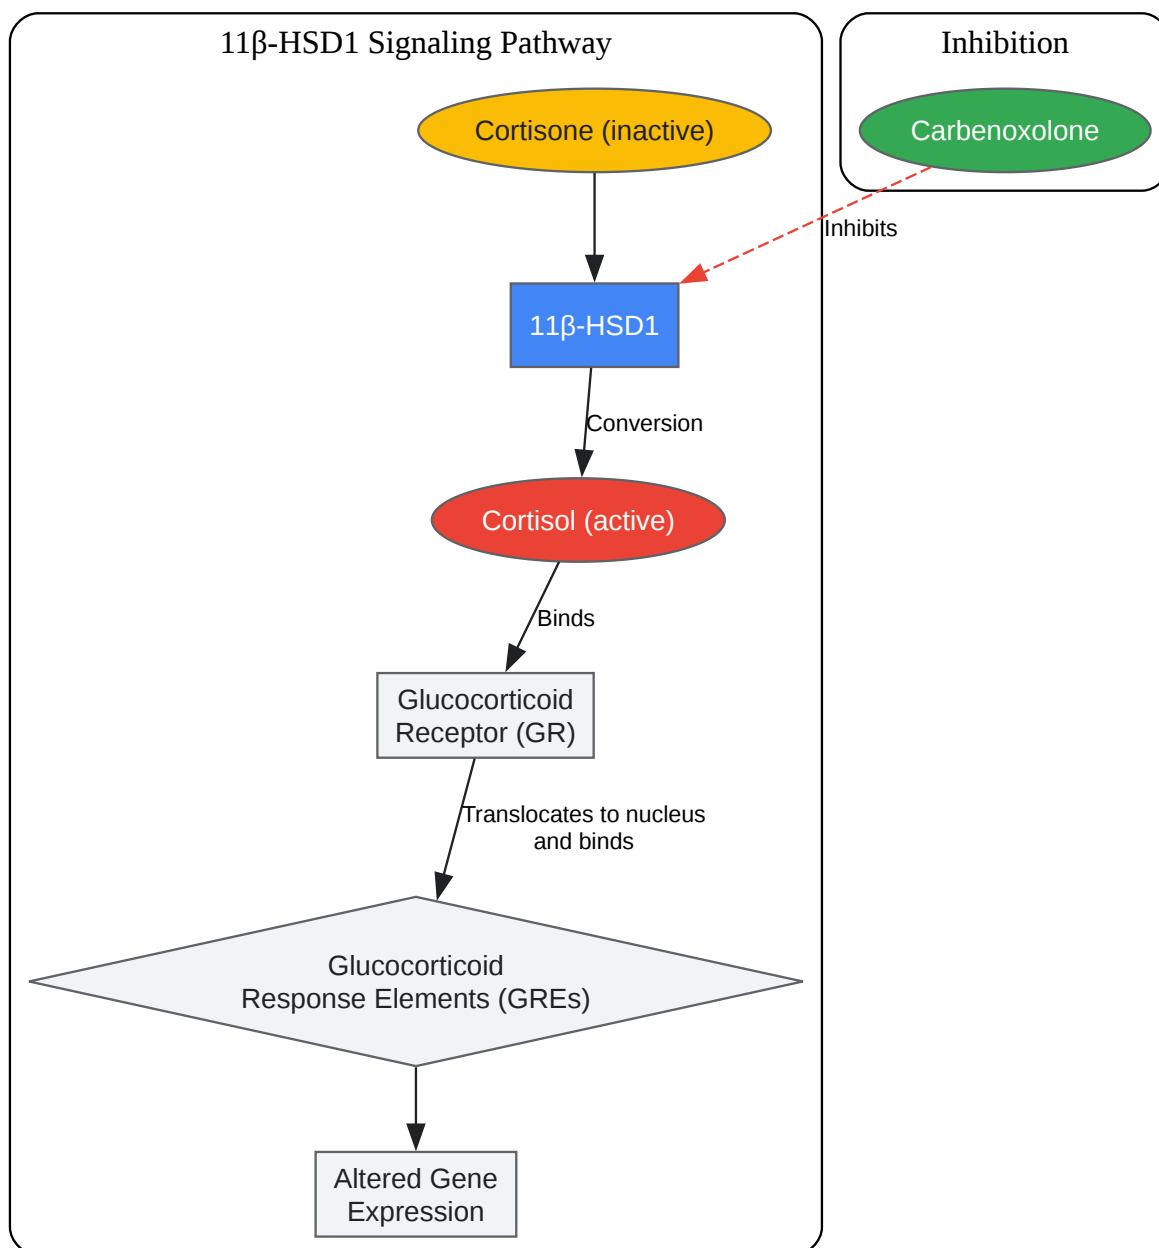 11β-HSD1 Signaling Pathway
Inhibition
Cortisone (inactive)
Carbenoxolone
Inhibits
11β-HSD1
Conversion
Cortisol (active)
Binds
Glucocorticoid
Receptor (GR)
Translocates to nucleus
and binds
Glucocorticoid
Response Elements (GREs)
Altered Gene
Expression